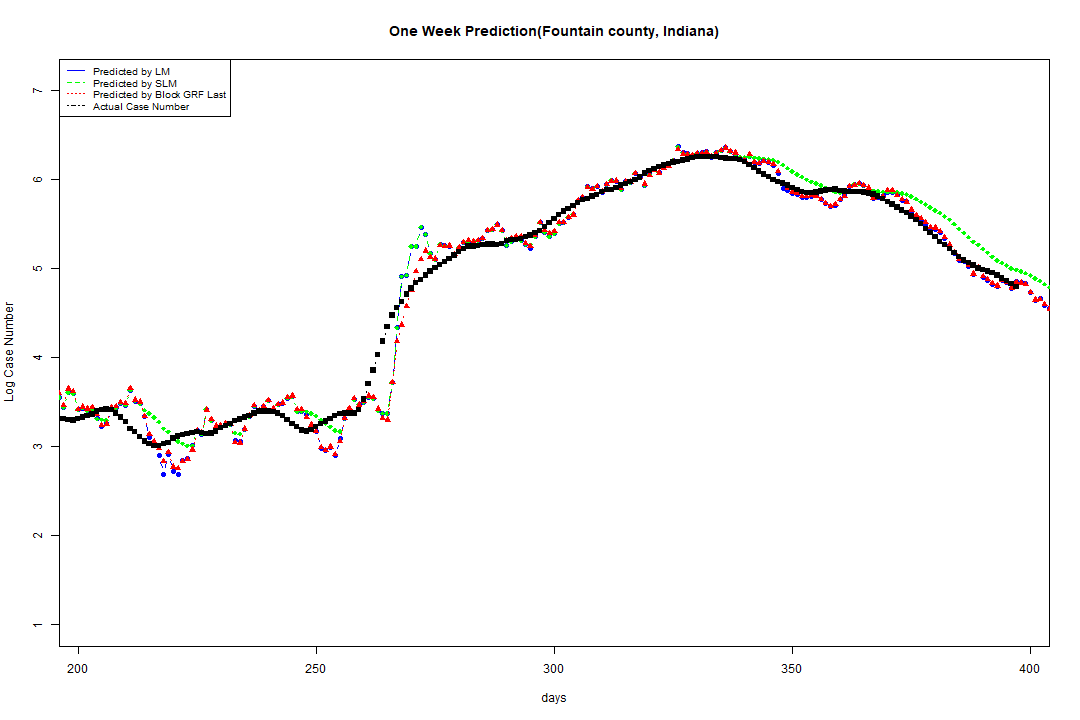 One Week Prediction(Fountain county, Indiana)
Predicted by LM
Predicted by SLM
Predicted by Block GRF Last
Actual Case Number
7
6
5
4
3
2
1
Log Case Number
200 250 300 350 400
days